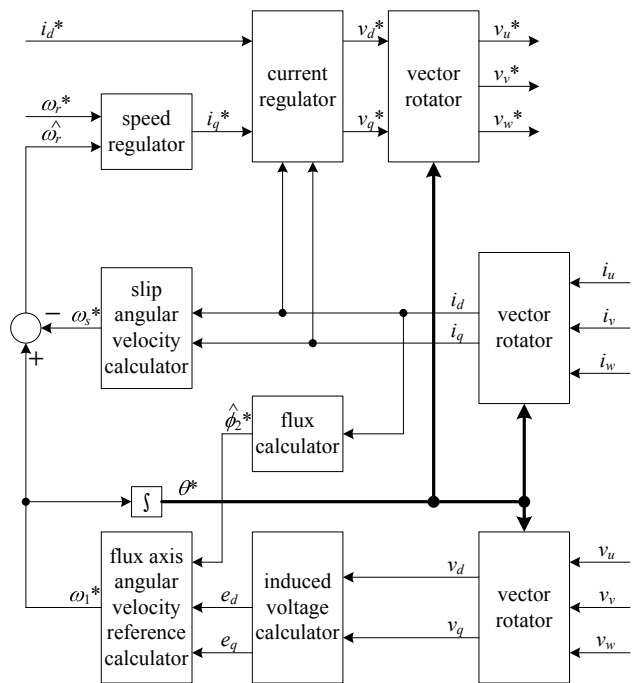 i_d*
v_d*
v_u*
current
regulator
vector
rotator
v_v*
ω_r*
speed
regulator
i_q*
v_q*
v_w*
ω̂_r
slip
angular
velocity
calculator
ω_s*
−
+
i_d
i_q
vector
rotator
i_u
i_v
i_w
ϕ̂_2*
flux
calculator
∫
θ*
flux axis
angular
velocity
reference
calculator
ω_1*
e_d
e_q
induced
voltage
calculator
v_d
v_q
vector
rotator
v_u
v_v
v_w